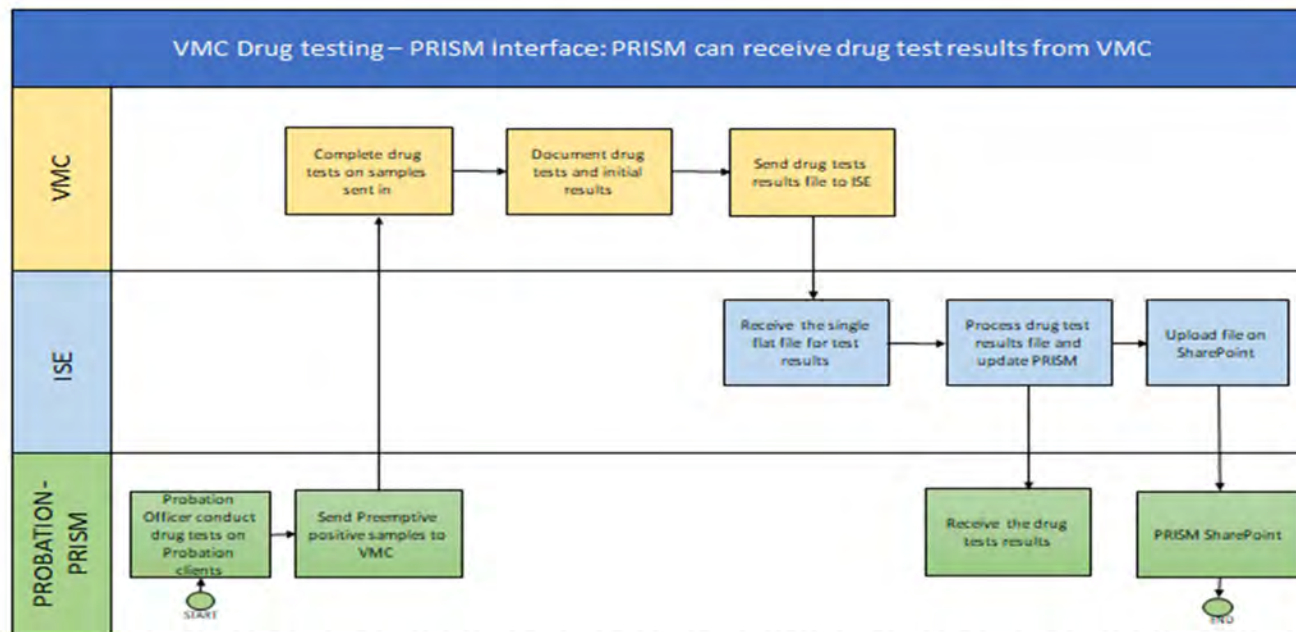 VMC Drug testing – PRISM interface: PRISM can receive drug test results from VMC
VMC
Complete drug
tests on samples
sent in
Document drug
tests and initial
results
Send drug tests
results file to ISE
ISE
Receive the single
flat file for test
results
Process drug test
results file and
update PRISM
Upload file on
SharePoint
PROBATION-
PRISM
Probation
Officer conduct
drug tests on
Probation
clients
Send Preemptive
positive samples to
VMC
Receive the drug
tests results
PRISM SharePoint
START
END